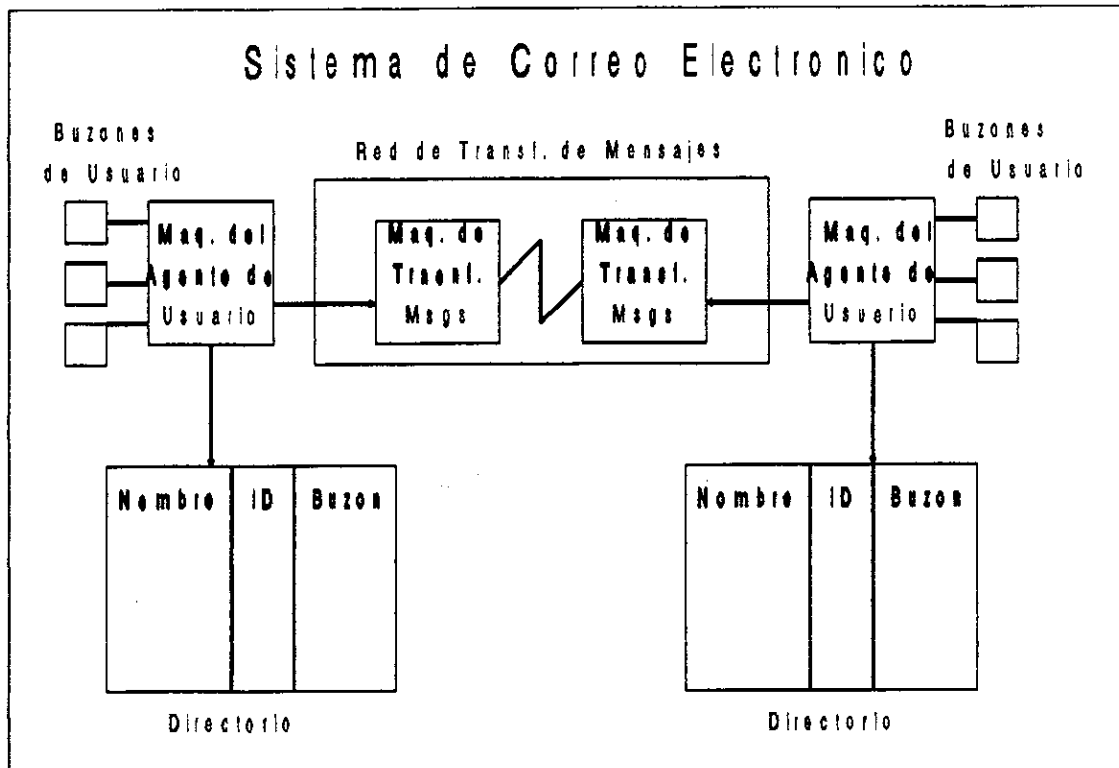 Sistema de Correo Electronico
Buzones
de Usuario
Red de Transf. de Mensajes
Buzones
de Usuario
Maq. del
Agente de
Usuario
Maq. de
Transf.
Msgs
Maq. de
Transf.
Msgs
Maq. del
Agente de
Usuario
Nombre ID Buzon
Directorio
Nombre ID Buzon
Directorio